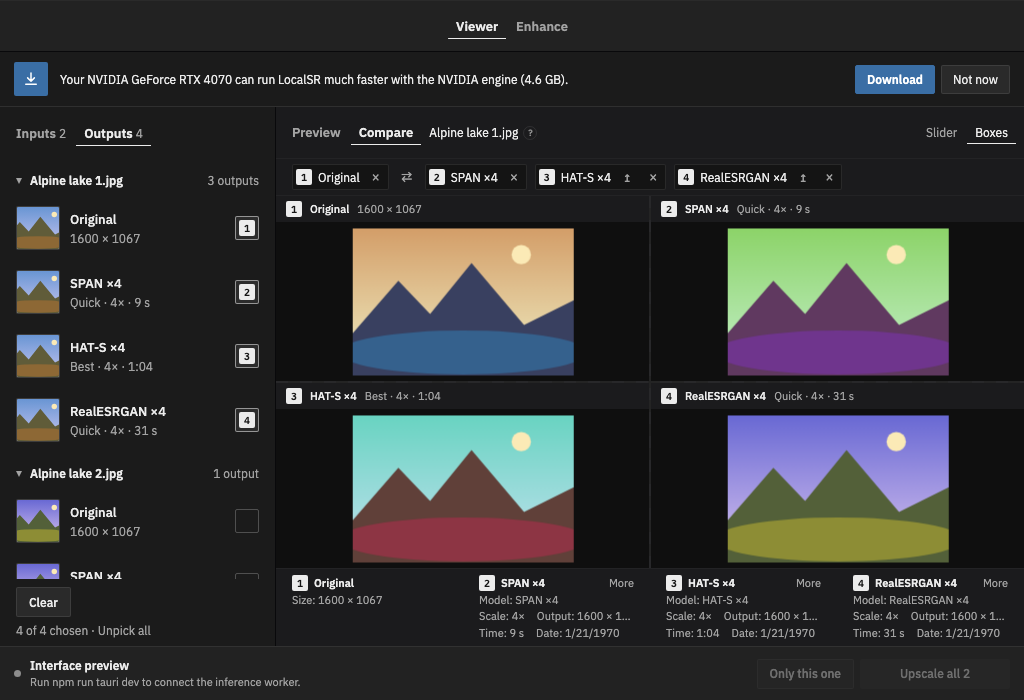 Viewer Enhance
Your NVIDIA GeForce RTX 4070 can run LocalSR much faster with the NVIDIA engine (4.6 GB).
Download Not now
Inputs 2 Outputs 4
▼ Alpine lake 1.jpg 3 outputs
Original
1600 × 1067
1
SPAN ×4
Quick · 4× · 9 s
2
HAT-S ×4
Best · 4× · 1:04
3
RealESRGAN ×4
Quick · 4× · 31 s
4
▼ Alpine lake 2.jpg 1 output
Original
1600 × 1067
SPAN ×4
Clear
4 of 4 chosen · Unpick all
Preview Compare Alpine lake 1.jpg ? Slider Boxes
1 Original × ⇄ 2 SPAN ×4 × 3 HAT-S ×4 ↥ × 4 RealESRGAN ×4 ↥ ×
1 Original 1600 × 1067
2 SPAN ×4 Quick · 4× · 9 s
3 HAT-S ×4 Best · 4× · 1:04
4 RealESRGAN ×4 Quick · 4× · 31 s
1 Original
Size: 1600 × 1067
2 SPAN ×4 More
Model: SPAN ×4
Scale: 4× Output: 1600 × 1...
Time: 9 s Date: 1/21/1970
3 HAT-S ×4 More
Model: HAT-S ×4
Scale: 4× Output: 1600 × 1...
Time: 1:04 Date: 1/21/1970
4 RealESRGAN ×4 More
Model: RealESRGAN ×4
Scale: 4× Output: 1600 × 1...
Time: 31 s Date: 1/21/1970
Interface preview
Run npm run tauri dev to connect the inference worker.
Only this one Upscale all 2